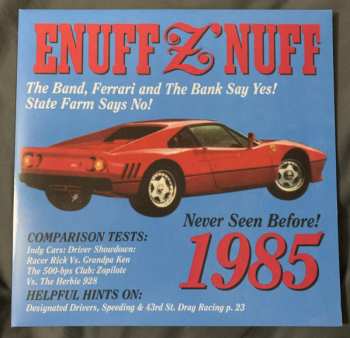 ENUFF Z'NUFF
The Band, Ferrari and The Bank Say Yes!
State Farm Says No!
Never Seen Before!
1985
COMPARISON TESTS:
Indy Cars: Driver Showdown:
Racer Rick Vs. Grandpa Ken
The 500-bps Club: Zopilote
Vs. The Herbie 928
HELPFUL HINTS ON:
Designated Drivers, Speeding & 43rd St. Drag Racing p. 23